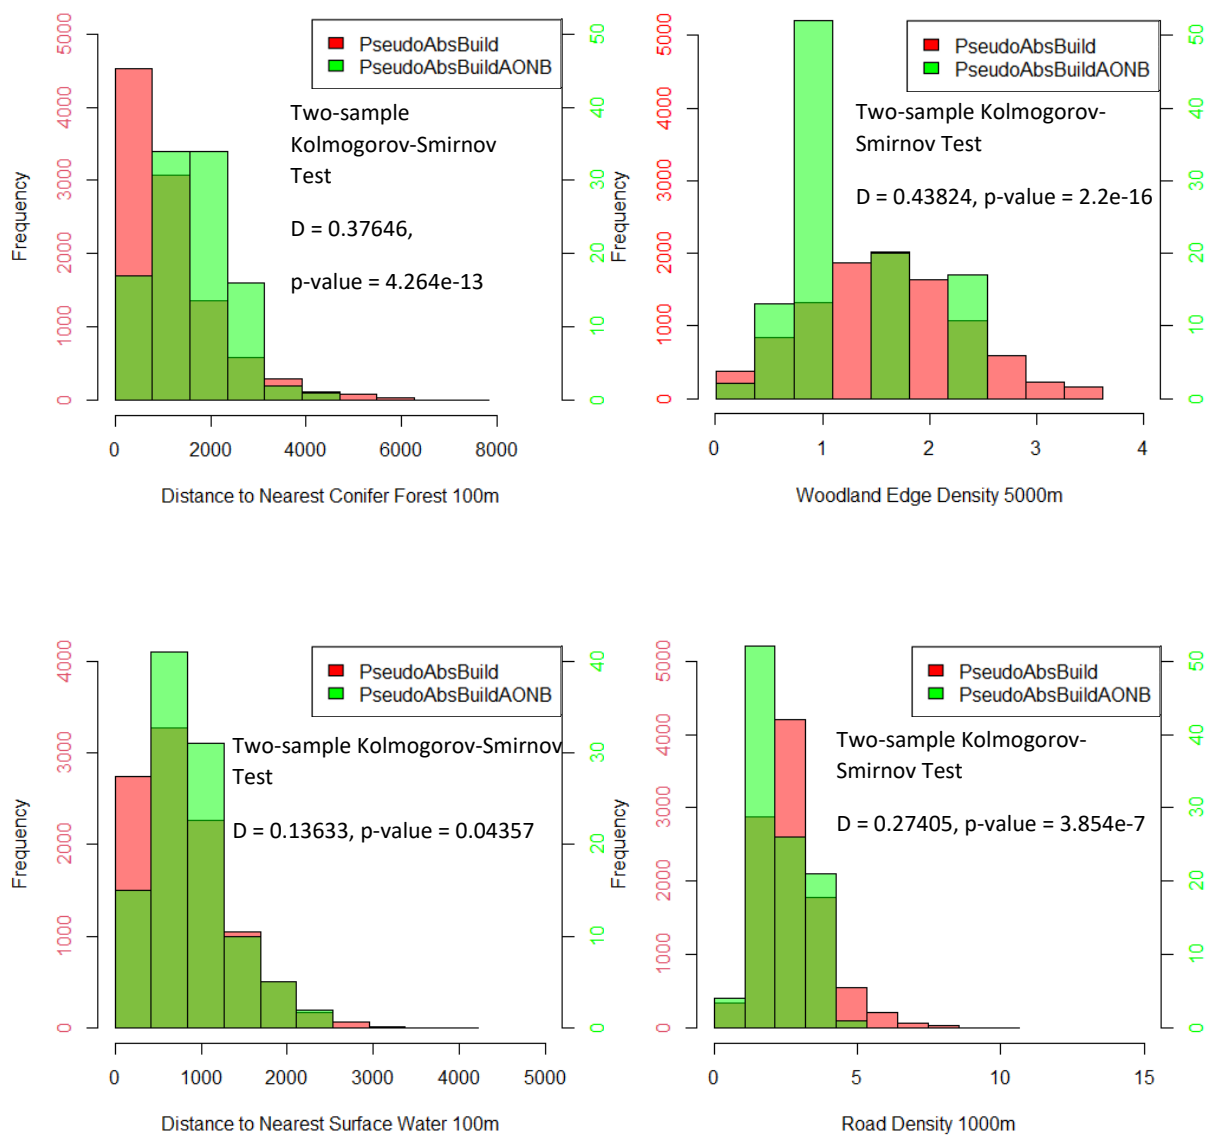 PseudoAbsBuild
PseudoAbsBuildAONB
Two-sample
Kolmogorov-Smirnov
Test
D = 0.37646,
p-value = 4.264e-13
Frequency
0 1000 2000 3000 4000 5000
0 10 20 30 40 50
0 2000 4000 6000 8000
Distance to Nearest Conifer Forest 100m
PseudoAbsBuild
PseudoAbsBuildAONB
Two-sample Kolmogorov-
Smirnov Test
D = 0.43824, p-value = 2.2e-16
Frequency
0 1000 2000 3000 4000 5000
0 10 20 30 40 50
0 1 2 3 4
Woodland Edge Density 5000m
PseudoAbsBuild
PseudoAbsBuildAONB
Two-sample Kolmogorov-Smirnov
Test
D = 0.13633, p-value = 0.04357
Frequency
0 1000 2000 3000 4000
0 10 20 30 40
0 1000 2000 3000 4000 5000
Distance to Nearest Surface Water 100m
PseudoAbsBuild
PseudoAbsBuildAONB
Two-sample Kolmogorov-
Smirnov Test
D = 0.27405, p-value = 3.854e-7
Frequency
0 1000 2000 3000 4000 5000
0 10 20 30 40 50
0 5 10 15
Road Density 1000m